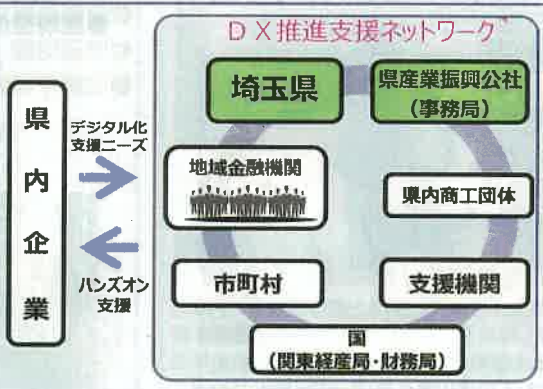 DX推進支援ネットワーク
埼玉県
県産業振興公社
(事務局)
県内企業
デジタル化
支援ニーズ
地域金融機関
県内商工団体
ハンズオン
支援
市町村
支援機関
国
(関東経産局・財務局)